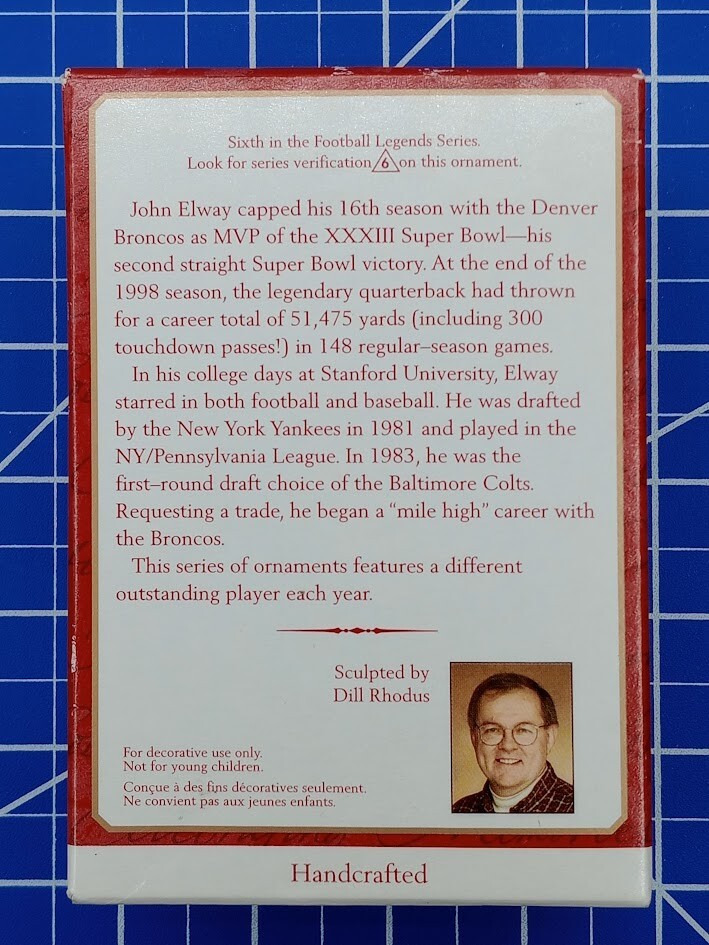 Sixth in the Football Legends Series.
Look for series verification 6 on this ornament.
John Elway capped his 16th season with the Denver
Broncos as MVP of the XXXIII Super Bowl—his
second straight Super Bowl victory. At the end of the
1998 season, the legendary quarterback had thrown
for a career total of 51,475 yards (including 300
touchdown passes!) in 148 regular–season games.
In his college days at Stanford University, Elway
starred in both football and baseball. He was drafted
by the New York Yankees in 1981 and played in the
NY/Pennsylvania League. In 1983, he was the
first–round draft choice of the Baltimore Colts.
Requesting a trade, he began a “mile high” career with
the Broncos.
This series of ornaments features a different
outstanding player each year.
Sculpted by
Dill Rhodus
For decorative use only.
Not for young children.
Conçue à des fins décoratives seulement.
Ne convient pas aux jeunes enfants.
Handcrafted